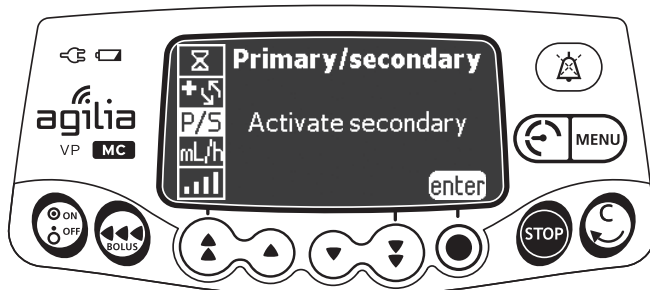 Primary/secondary
P/S
Activate secondary
mL/h
enter
agilia
VP MC
MENU
ON
OFF
BOLUS
STOP
C